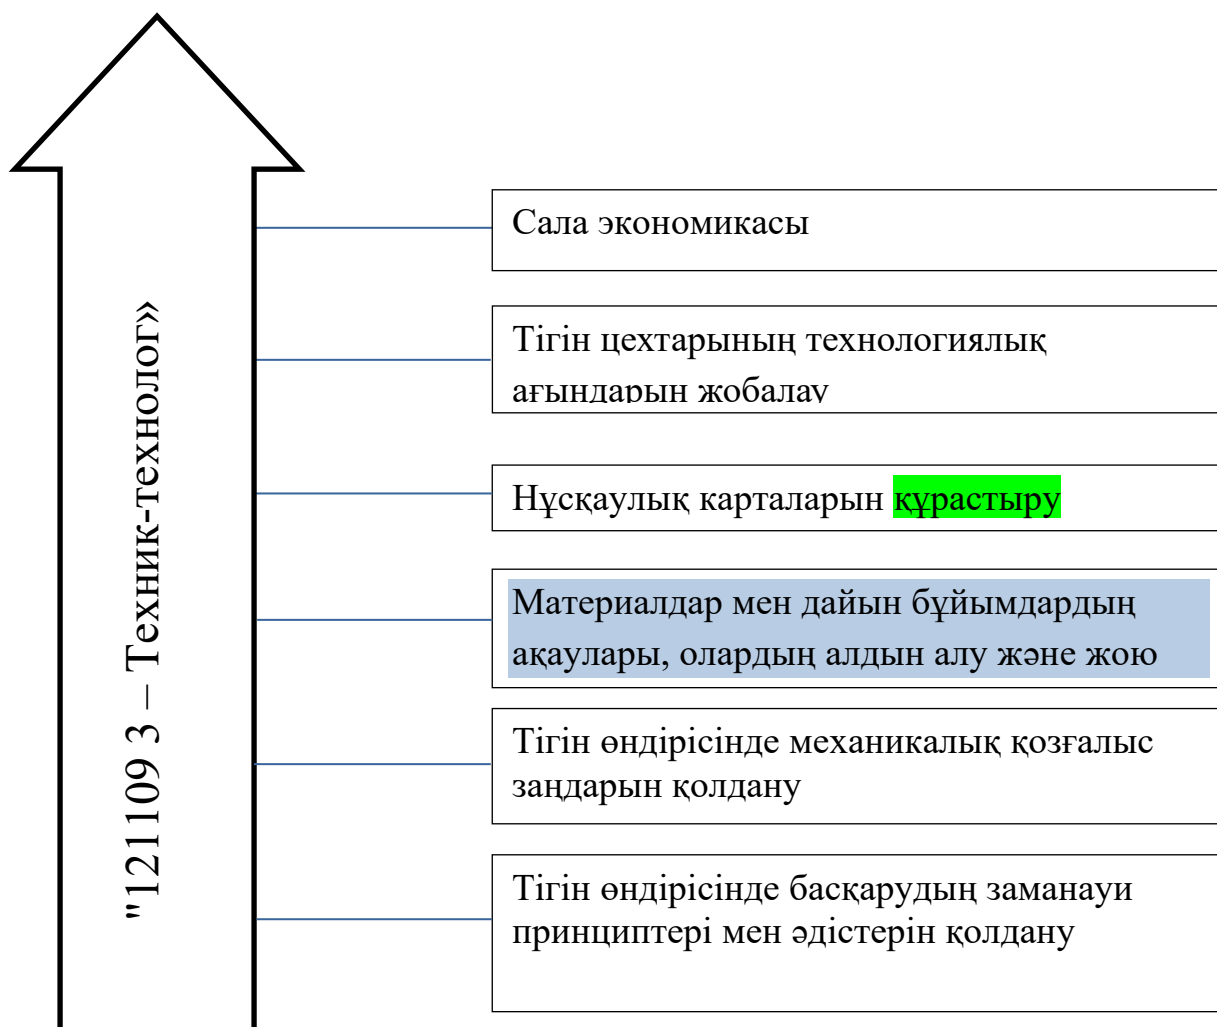 "121109 3 – Техник-технолог»
Сала экономикасы
Тігін цехтарының технологиялық
ағындарын жобалау
Нұсқаулық карталарын құрастыру
Материалдар мен дайын бұйымдардың
ақаулары, олардың алдын алу және жою
Тігін өндірісінде механикалық қозғалыс
заңдарын қолдану
Тігін өндірісінде басқарудың заманауи
принциптері мен әдістерін қолдану